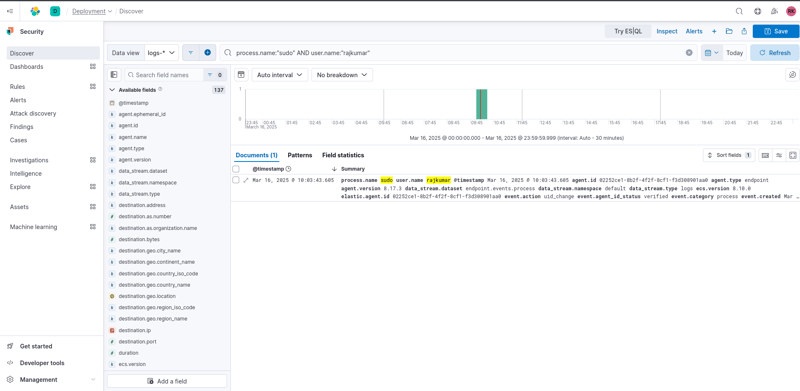 Deployment / Discover
RK
Security
Try ES|QL Inspect Alerts Save
Data view logs-* process.name:"sudo" AND user.name:"rajkumar" Today Refresh
Discover
Dashboards
Rules
Alerts
Attack discovery
Findings
Cases
Investigations
Intelligence
Explore
Assets
Machine learning
Get started
Developer tools
Management
Search field names 0
Available fields 137
@timestamp
agent.ephemeral_id
agent.id
agent.name
agent.type
agent.version
data_stream.dataset
data_stream.namespace
data_stream.type
destination.address
destination.as.number
destination.as.organization.name
destination.bytes
destination.geo.city_name
destination.geo.continent_name
destination.geo.country_iso_code
destination.geo.country_name
destination.geo.location
destination.geo.region_iso_code
destination.geo.region_name
destination.ip
destination.port
duration
ecs.version
Add a field
Auto interval No breakdown
1
0
23:45 00:45 01:45 02:45 03:45 04:45 05:45 06:45 07:45 08:45 09:45 10:45 11:45 12:45 13:45 14:45 15:45 16:45 17:45 18:45 19:45 20:45 21:45 22:45
March 16, 2025
Mar 16, 2025 @ 00:00:00.000 - Mar 16, 2025 @ 23:59:59.999 (interval: Auto - 30 minutes)
Documents (1) Patterns Field statistics Sort fields 1
@timestamp Summary
Mar 16, 2025 @ 10:03:43.605 process.name sudo user.name rajkumar @timestamp Mar 16, 2025 @ 10:03:43.605 agent.id 02252ce1-8b2f-4f2f-8cf1-f3d308901aa0 agent.type endpoint
agent.version 8.17.3 data_stream.dataset endpoint.events.process data_stream.namespace default data_stream.type logs ecs.version 8.10.0
elastic.agent.id 02252ce1-8b2f-4f2f-8cf1-f3d308901aa0 event.action uid_change event.agent_id_status verified event.category process event.created Mar …